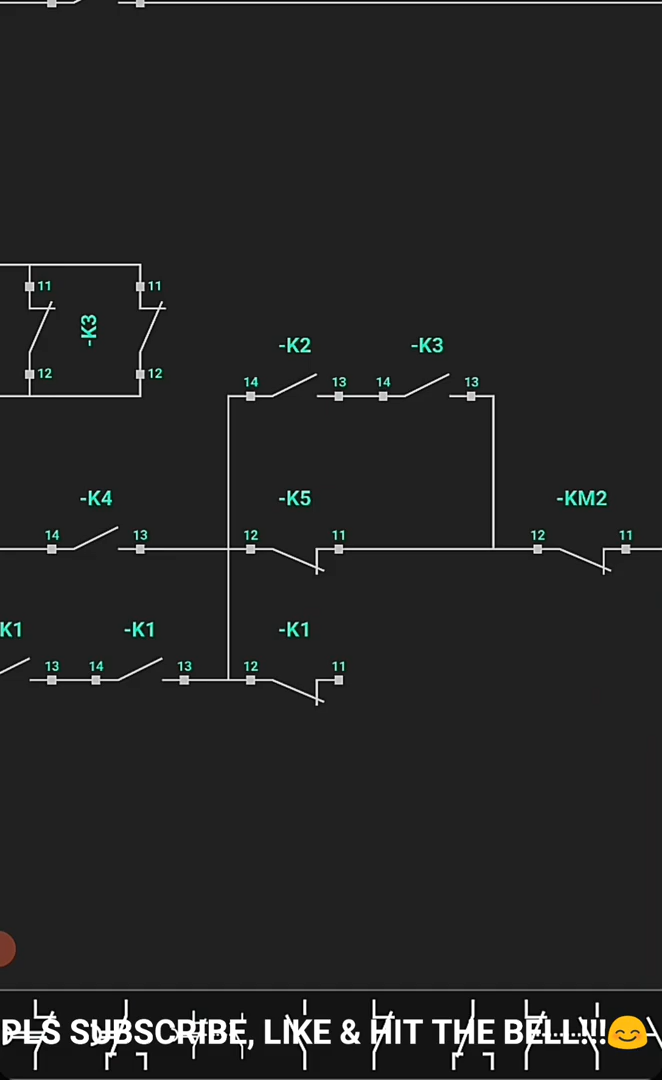 11 11
-K3
12 12
-K2 -K3
14 13 14 13
-K4 -K5 -KM2
14 13 12 11 12 11
K1 -K1 -K1
13 14 13 12 11
PLS SUBSCRIBE, LIKE & HIT THE BELL!!!😊